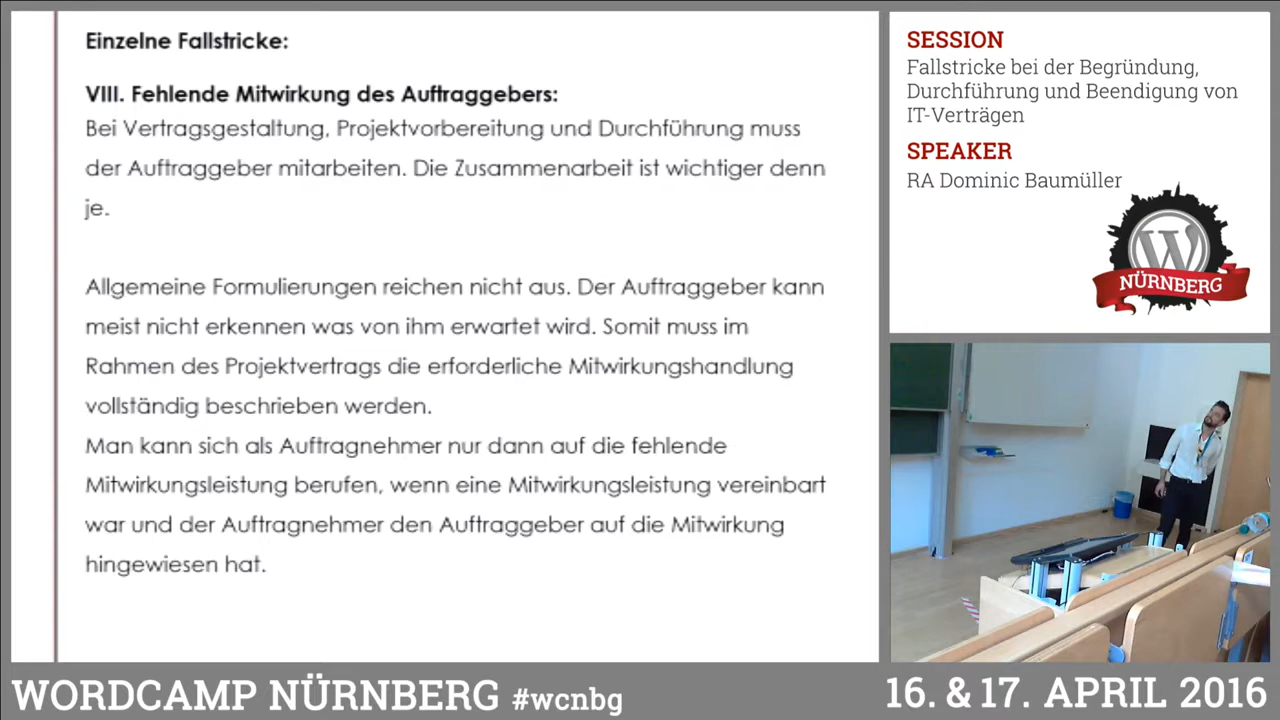 Einzelne Fallstricke:
VIII. Fehlende Mitwirkung des Auftraggebers:
Bei Vertragsgestaltung, Projektvorbereitung und Durchführung muss
der Auftraggeber mitarbeiten. Die Zusammenarbeit ist wichtiger denn
je.
Allgemeine Formulierungen reichen nicht aus. Der Auftraggeber kann
meist nicht erkennen was von ihm erwartet wird. Somit muss im
Rahmen des Projektvertrags die erforderliche Mitwirkungshandlung
vollständig beschrieben werden.
Man kann sich als Auftragnehmer nur dann auf die fehlende
Mitwirkungsleistung berufen, wenn eine Mitwirkungsleistung vereinbart
war und der Auftragnehmer den Auftraggeber auf die Mitwirkung
hingewiesen hat.
SESSION
Fallstricke bei der Begründung,
Durchführung und Beendigung von
IT-Verträgen
SPEAKER
RA Dominic Baumüller
W
NÜRNBERG
WORDCAMP NÜRNBERG #wcnbg
16. & 17. APRIL 2016